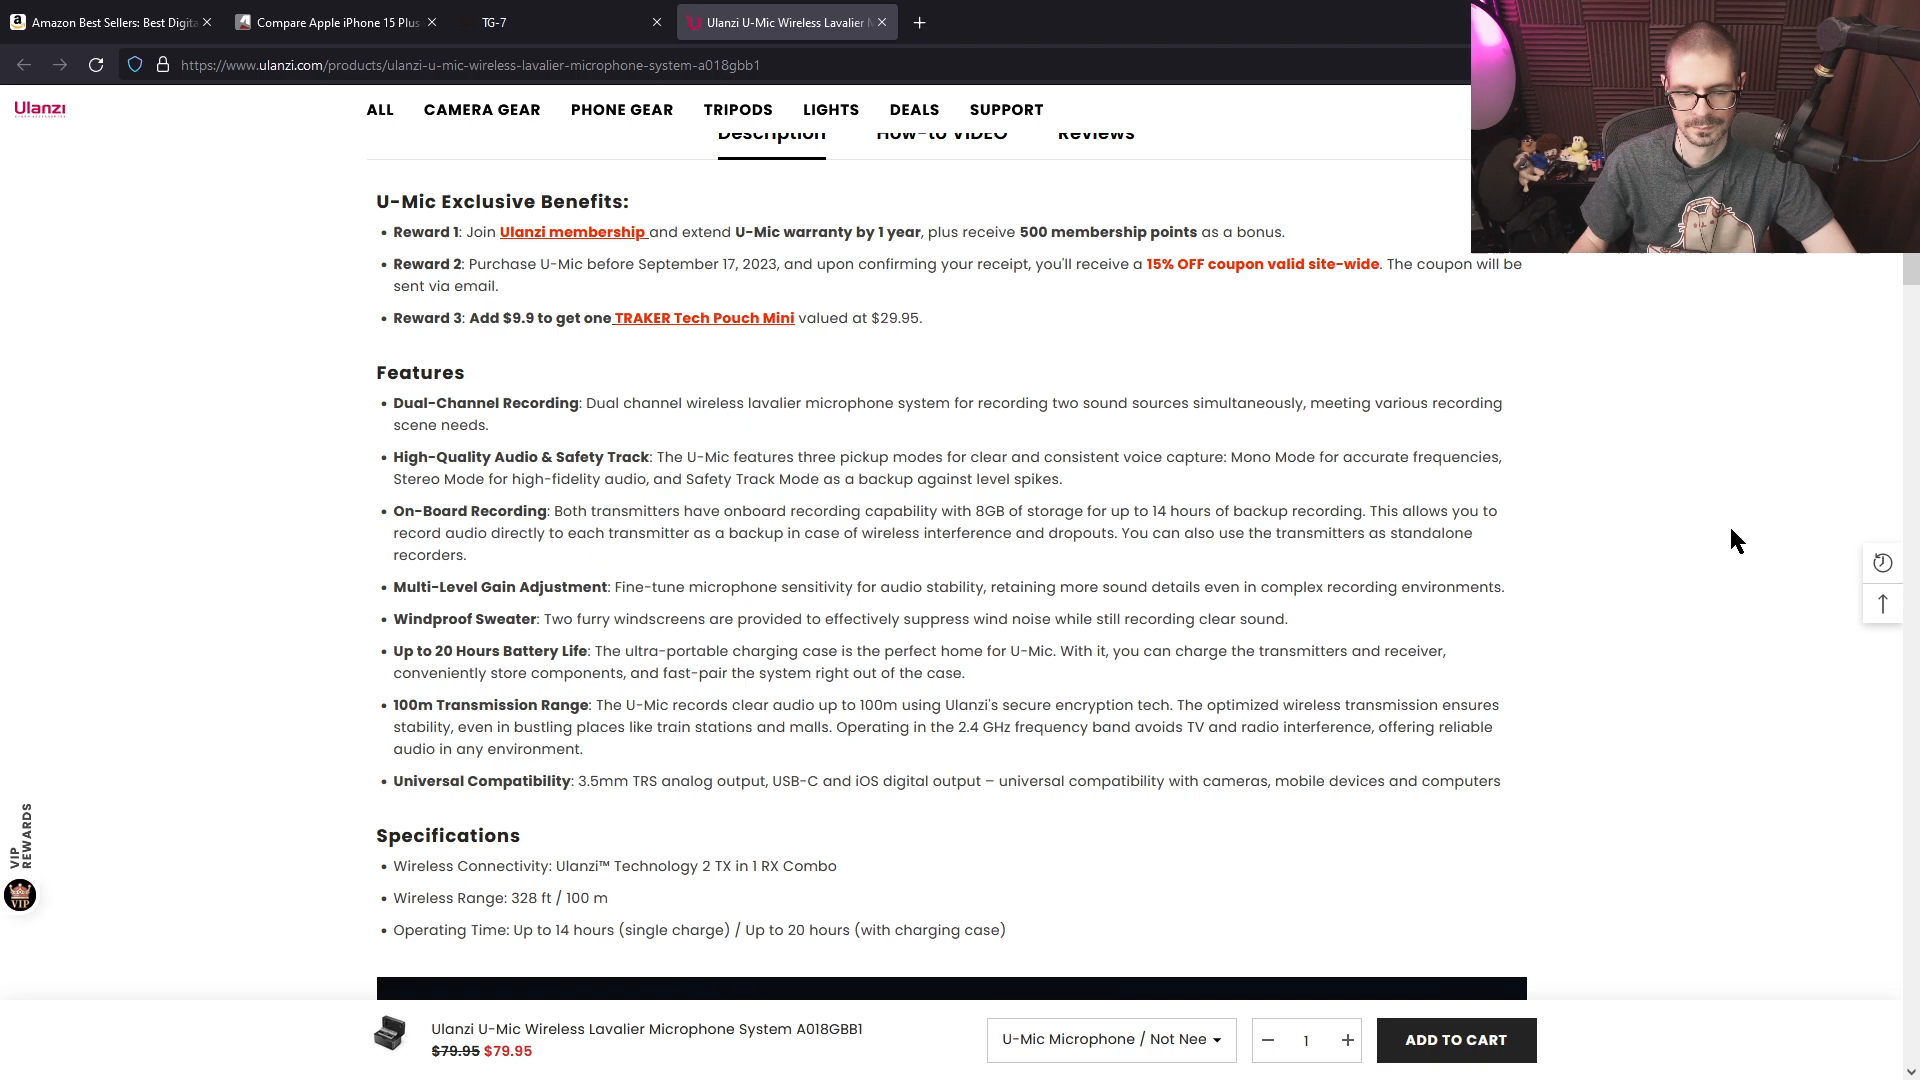 Amazon Best Sellers: Best Digita
Compare Apple iPhone 15 Plus
TG-7
Ulanzi U-Mic Wireless Lavalier M
https://www.ulanzi.com/products/ulanzi-u-mic-wireless-lavalier-microphone-system-a018gbb1
Ulanzi
ALL CAMERA GEAR PHONE GEAR TRIPODS LIGHTS DEALS SUPPORT
Description How-to VIDEO Reviews
U-Mic Exclusive Benefits:
• Reward 1: Join Ulanzi membership and extend U-Mic warranty by 1 year, plus receive 500 membership points as a bonus.
• Reward 2: Purchase U-Mic before September 17, 2023, and upon confirming your receipt, you'll receive a 15% OFF coupon valid site-wide. The coupon will be
sent via email.
• Reward 3: Add $9.9 to get one TRAKER Tech Pouch Mini valued at $29.95.
Features
• Dual-Channel Recording: Dual channel wireless lavalier microphone system for recording two sound sources simultaneously, meeting various recording
scene needs.
• High-Quality Audio & Safety Track: The U-Mic features three pickup modes for clear and consistent voice capture: Mono Mode for accurate frequencies,
Stereo Mode for high-fidelity audio, and Safety Track Mode as a backup against level spikes.
• On-Board Recording: Both transmitters have onboard recording capability with 8GB of storage for up to 14 hours of backup recording. This allows you to
record audio directly to each transmitter as a backup in case of wireless interference and dropouts. You can also use the transmitters as standalone
recorders.
• Multi-Level Gain Adjustment: Fine-tune microphone sensitivity for audio stability, retaining more sound details even in complex recording environments.
• Windproof Sweater: Two furry windscreens are provided to effectively suppress wind noise while still recording clear sound.
• Up to 20 Hours Battery Life: The ultra-portable charging case is the perfect home for U-Mic. With it, you can charge the transmitters and receiver,
conveniently store components, and fast-pair the system right out of the case.
• 100m Transmission Range: The U-Mic records clear audio up to 100m using Ulanzi's secure encryption tech. The optimized wireless transmission ensures
stability, even in bustling places like train stations and malls. Operating in the 2.4 GHz frequency band avoids TV and radio interference, offering reliable
audio in any environment.
• Universal Compatibility: 3.5mm TRS analog output, USB-C and iOS digital output – universal compatibility with cameras, mobile devices and computers
Specifications
• Wireless Connectivity: Ulanzi™ Technology 2 TX in 1 RX Combo
• Wireless Range: 328 ft / 100 m
• Operating Time: Up to 14 hours (single charge) / Up to 20 hours (with charging case)
VIP
REWARDS
VIP
Ulanzi U-Mic Wireless Lavalier Microphone System A018GBB1
$79.95 $79.95
U-Mic Microphone / Not Nee
1
ADD TO CART